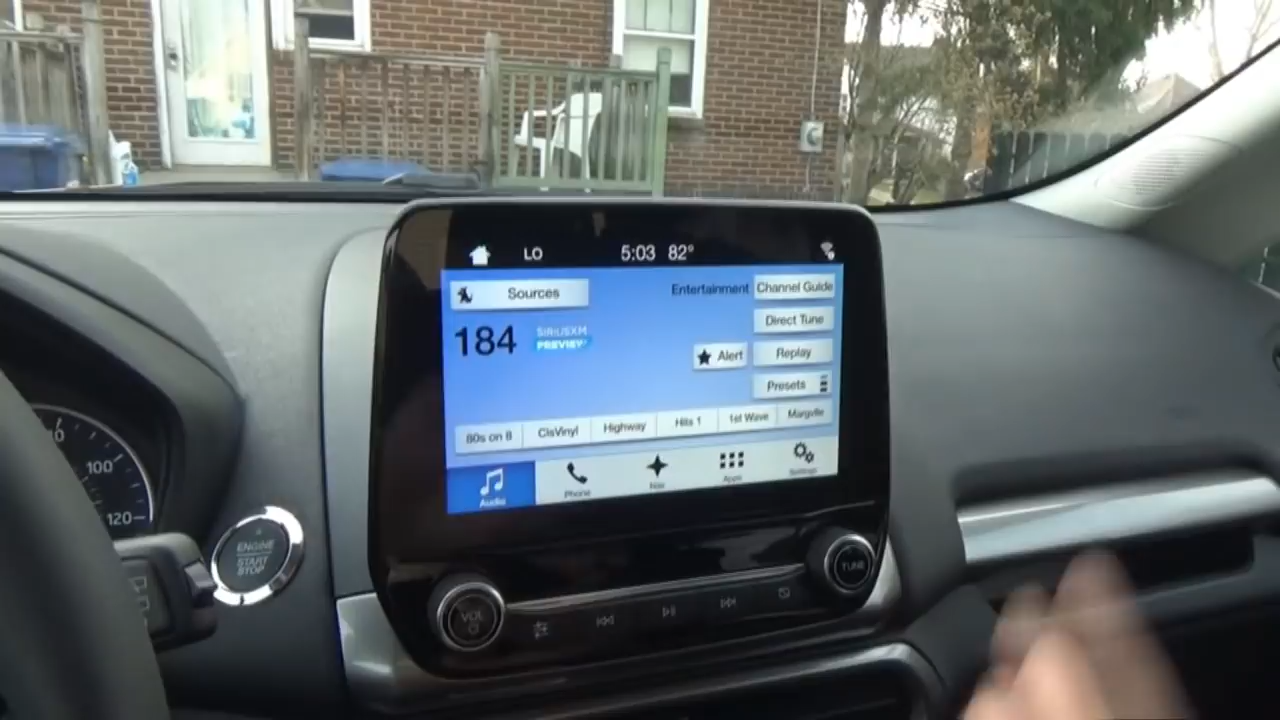 LO 5:03 82°
Sources
Entertainment
Channel Guide
184
SIRIUSXM
PREVIEW
Direct Tune
Alert
Replay
Presets
80s on 8 ClsVinyl Highway Hits 1 1st Wave Margvlle
Audio Phone Nav Apps Settings
100
120
ENGINE
START
STOP
VOL
TUNE